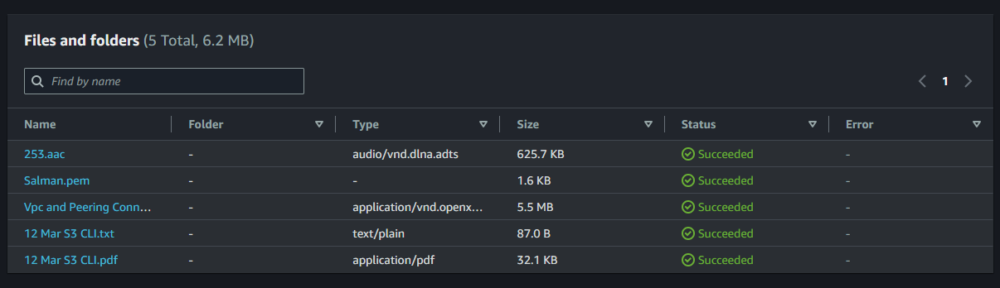 Files and folders (5 Total, 6.2 MB)
Find by name
1
Name Folder Type Size Status Error
253.aac - audio/vnd.dlna.adts 625.7 KB Succeeded -
Salman.pem - - 1.6 KB Succeeded -
Vpc and Peering Conn... - application/vnd.openx... 5.5 MB Succeeded -
12 Mar S3 CLI.txt - text/plain 87.0 B Succeeded -
12 Mar S3 CLI.pdf - application/pdf 32.1 KB Succeeded -